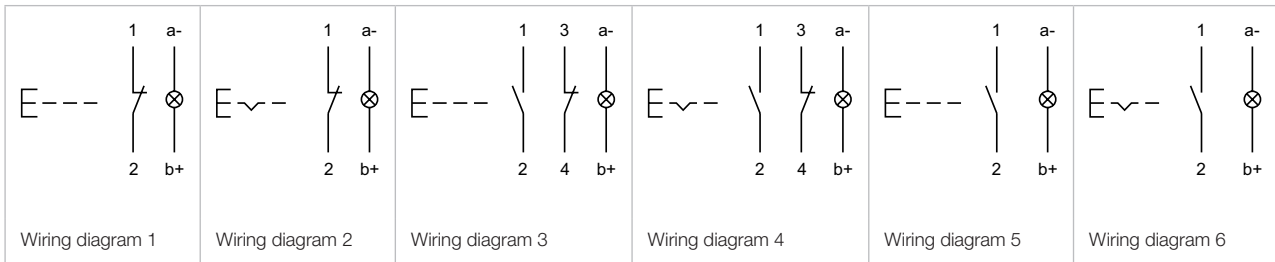 1 a-
2 b+
Wiring diagram 1
1 a-
2 b+
Wiring diagram 2
1 3 a-
2 4 b+
Wiring diagram 3
1 3 a-
2 4 b+
Wiring diagram 4
1 a-
2 b+
Wiring diagram 5
1 a-
2 b+
Wiring diagram 6